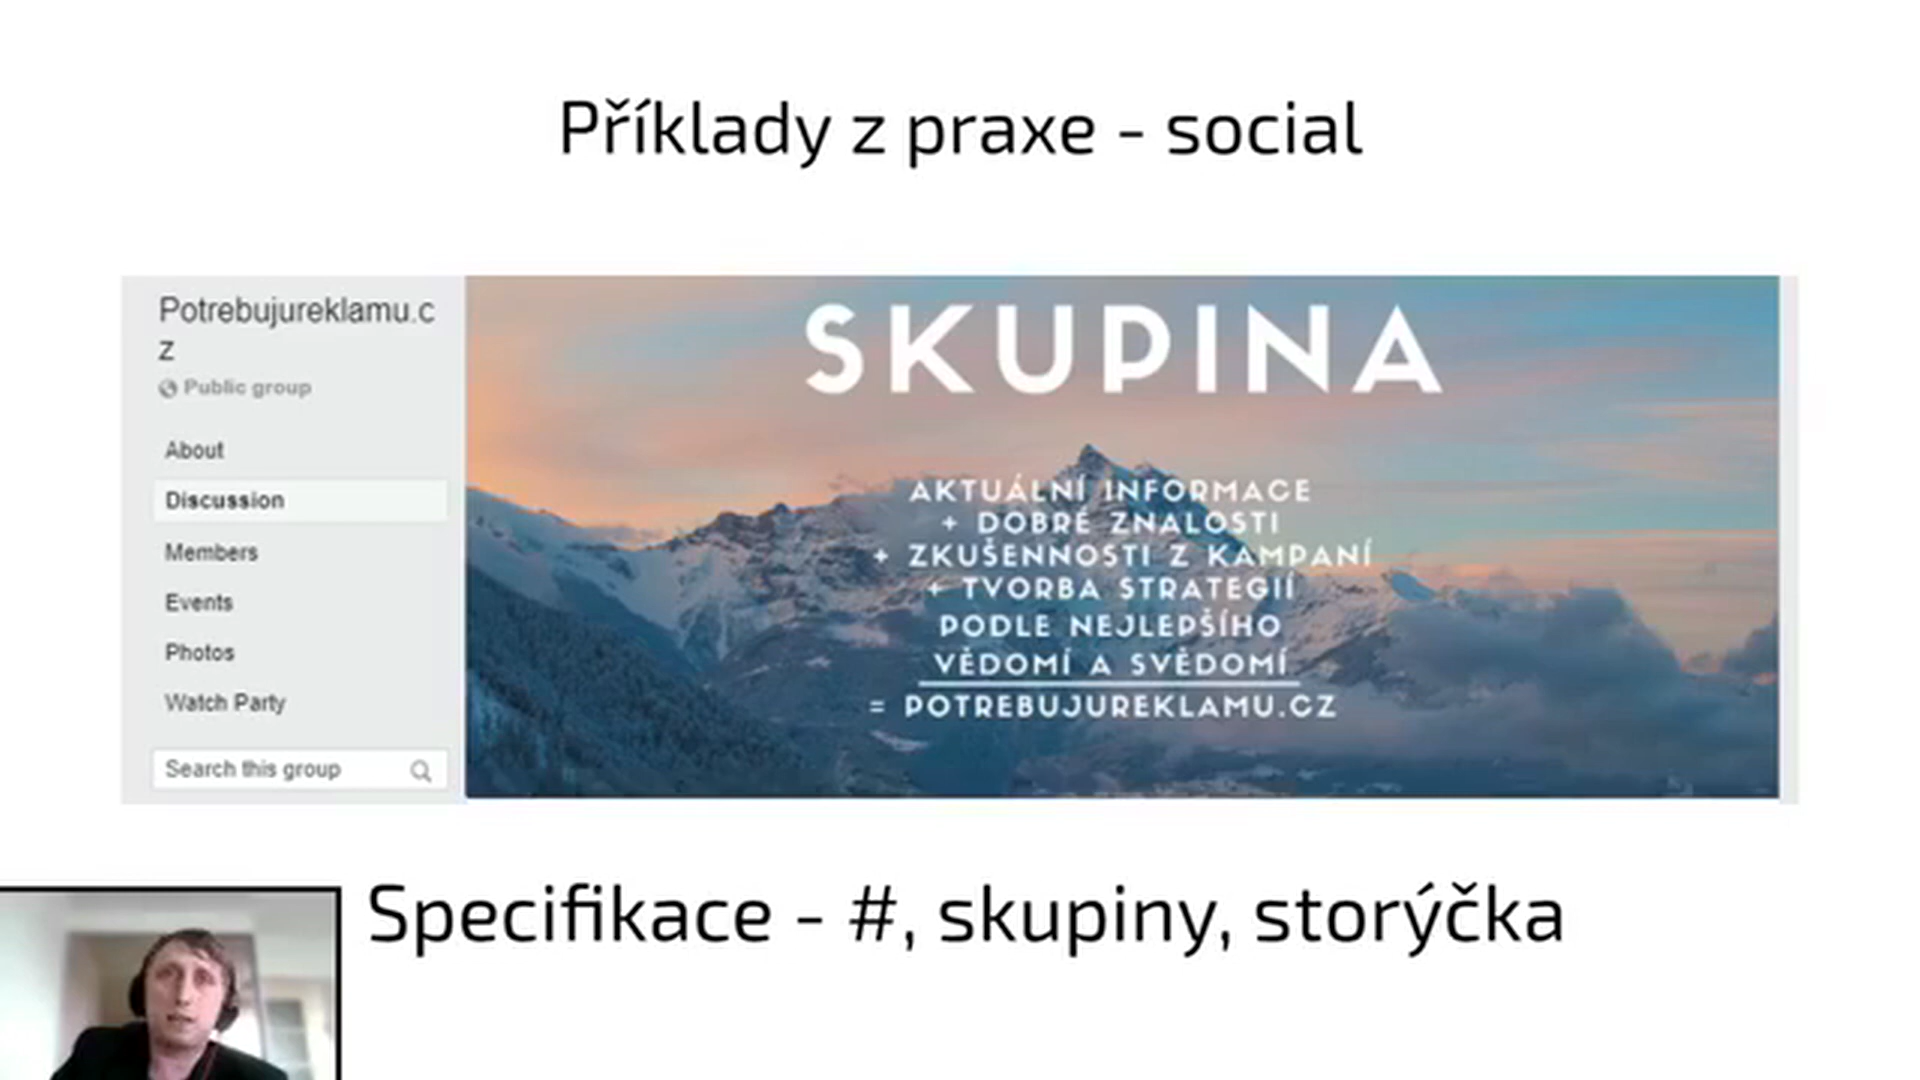 Příklady z praxe - social
Potrebujureklamu.c
z
Public group
About
Discussion
Members
Events
Photos
Watch Party
Search this group
SKUPINA
AKTUÁLNÍ INFORMACE
+ DOBRÉ ZNALOSTI
+ ZKUŠENNOSTI Z KAMPANÍ
+ TVORBA STRATEGIÍ
PODLE NEJLEPŠÍHO
VĚDOMÍ A SVĚDOMÍ
= POTREBUJUREKLAMU.CZ
Specifikace - #, skupiny, storýčka